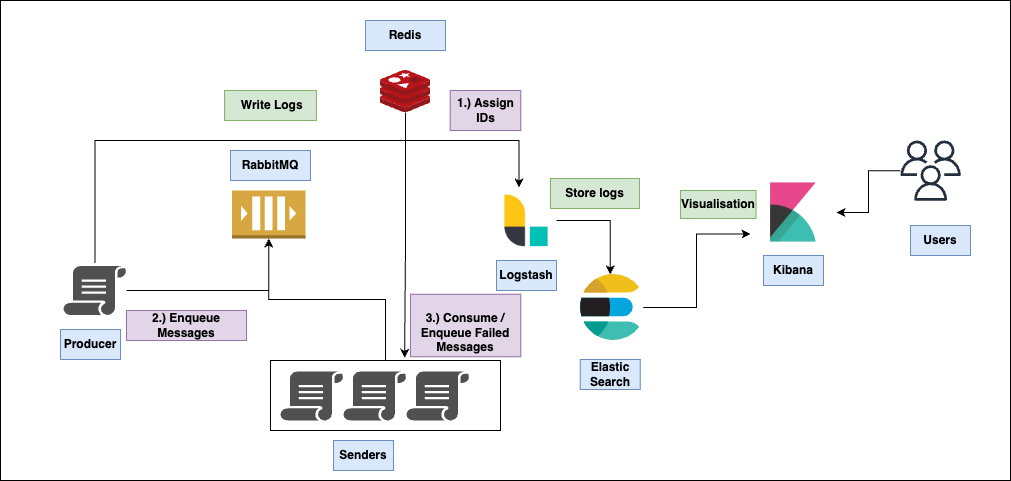 Redis
Write Logs
1.) Assign
IDs
RabbitMQ
Store logs
Visualisation
Users
Logstash
Kibana
2.) Enqueue
Messages
3.) Consume /
Enqueue Failed
Messages
Producer
Elastic
Search
Senders